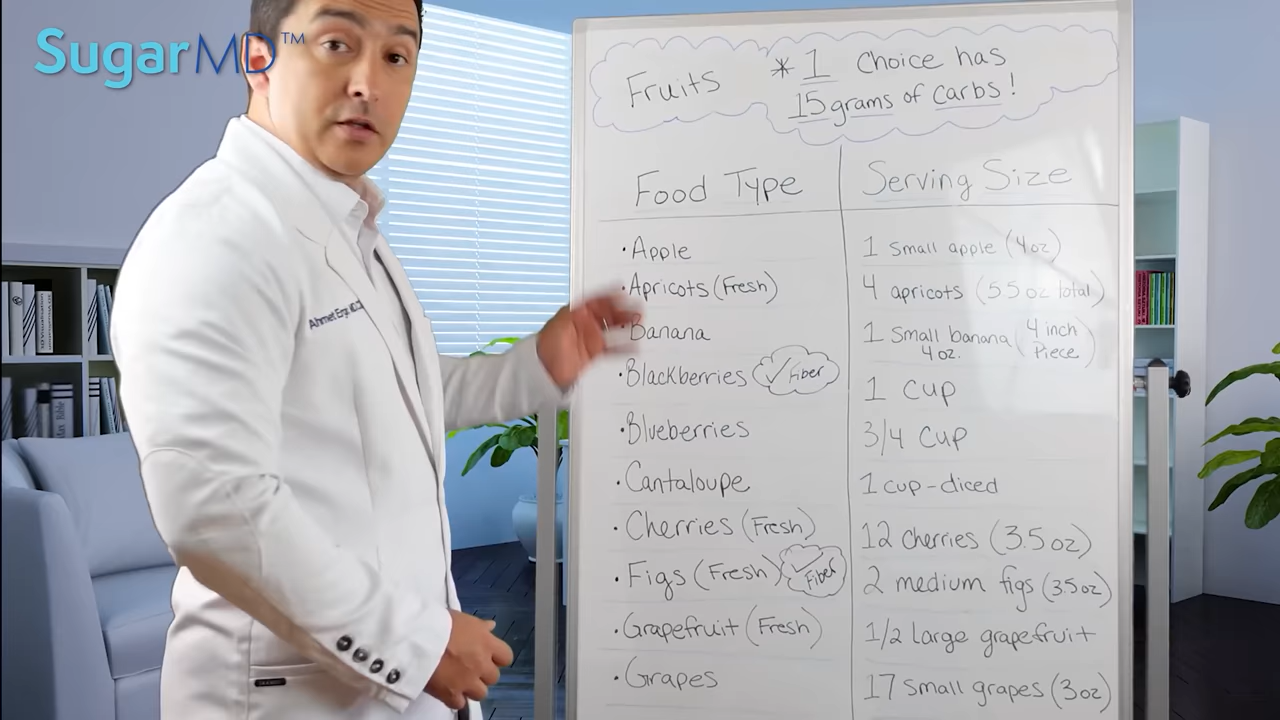 SugarMD™
Fruits
*1 Choice has
15 grams of carbs!
Food Type
Serving Size
• Apple
1 small apple (4oz)
• Apricots (Fresh)
4 apricots (5.5 oz total)
• Banana
1 small banana (4 inch Piece)
4 oz.
• Blackberries
✓ Fiber
1 cup
• Blueberries
3/4 Cup
• Cantaloupe
1 cup - diced
• Cherries (Fresh)
12 cherries (3.5 oz)
• Figs (Fresh)
✓ Fiber
2 medium figs (3.5 oz)
• Grapefruit (Fresh)
1/2 Large grapefruit
• Grapes
17 small grapes (3 oz)
Ahmet